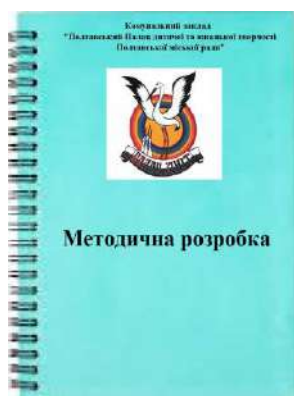 Комунальний заклад
"Полтавський Палац дитячої та юнацької творчості
Полтавської міської ради"
Методична розробка